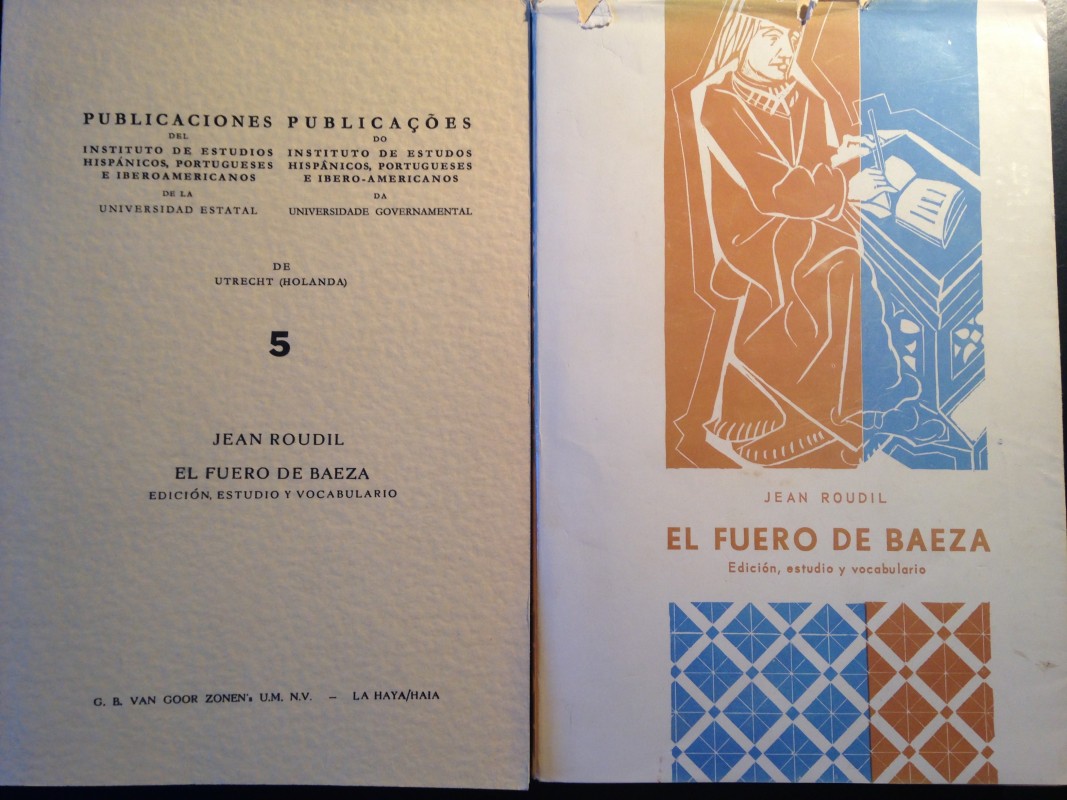 PUBLICACIONES
DEL
INSTITUTO DE ESTUDIOS
HISPÁNICOS, PORTUGUESES
E IBEROAMERICANOS
DE LA
UNIVERSIDAD ESTATAL
PUBLICAÇÕES
DO
INSTITUTO DE ESTUDOS
HISPÁNICOS, PORTUGUESES
E IBERO-AMERICANOS
DA
UNIVERSIDADE GOVERNAMENTAL
DE
UTRECHT (HOLANDA)
5
JEAN ROUDIL
EL FUERO DE BAEZA
EDICIÓN, ESTUDIO Y VOCABULARIO
G. B. VAN GOOR ZONEN's U.M. N.V. – LA HAYA/HAIA
JEAN ROUDIL
EL FUERO DE BAEZA
Edición, estudio y vocabulario